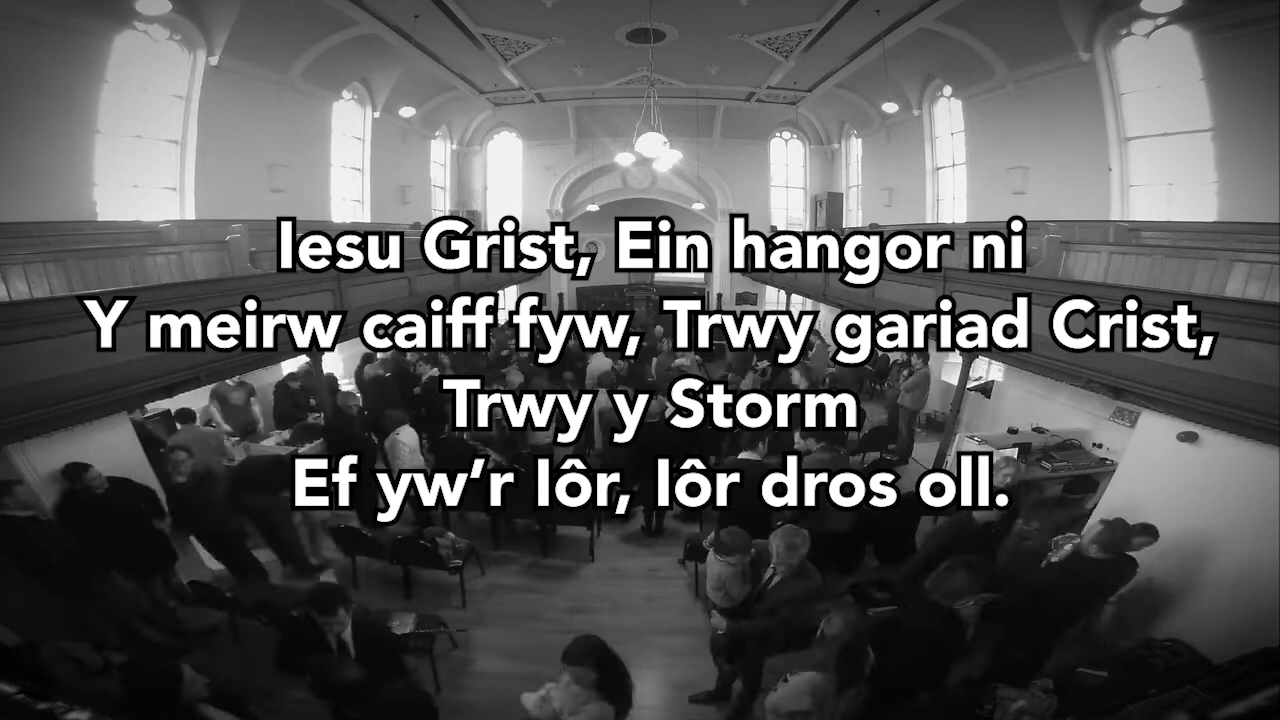 Iesu Grist, Ein hangor ni
Y meirw caiff fyw, Trwy gariad Crist,
Trwy y Storm
Ef yw‘r Iôr, Iôr dros oll.